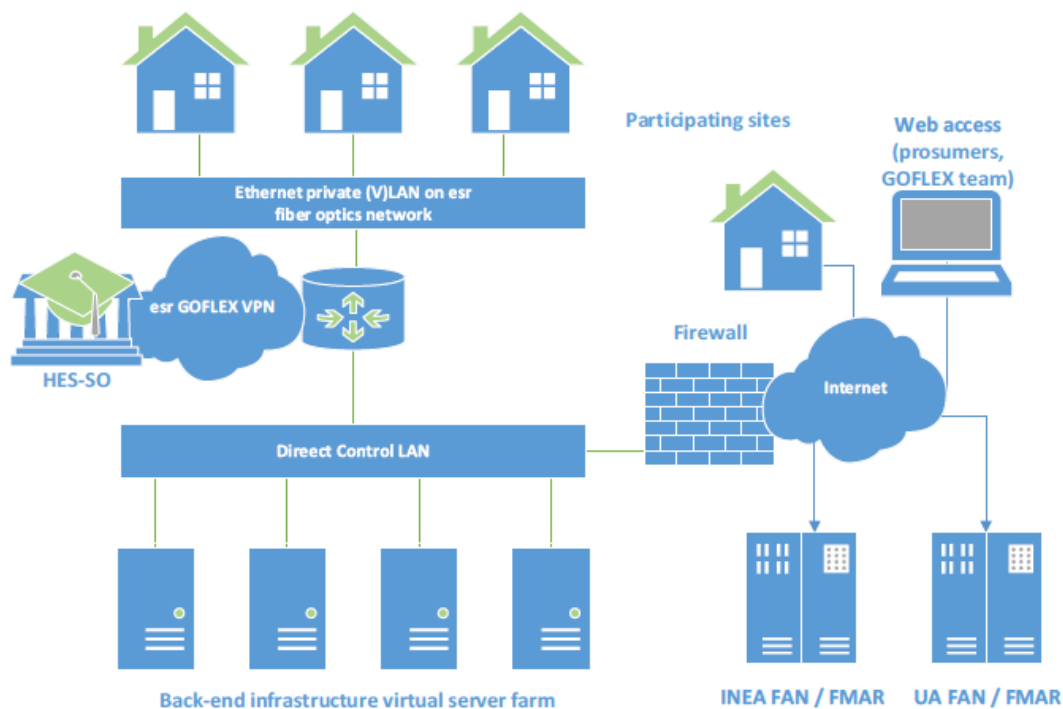 Participating sites
Web access
(prosumers,
GOFLEX team)
Ethernet private (V)LAN on esr
fiber optics network
esr GOFLEX VPN
HES-SO
Firewall
Internet
Direect Control LAN
Back-end infrastructure virtual server farm
INEA FAN / FMAR
UA FAN / FMAR